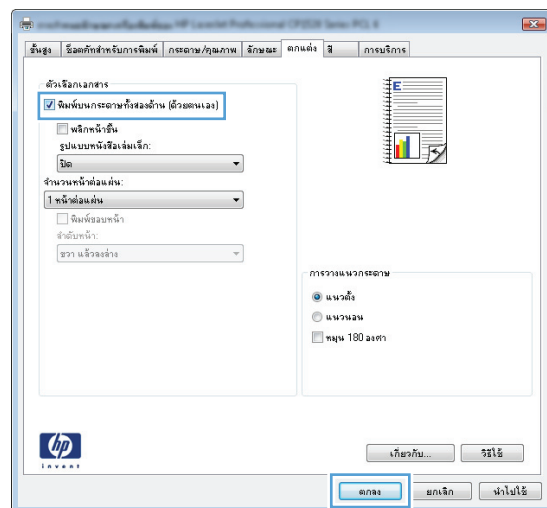 HP LaserJet Professional CP1520 Series PCL 6
ขั้นสูง ช็อตคัทสำหรับการพิมพ์ กระดาษ/คุณภาพ ลักษณะ ตกแต่ง สี การบริการ
ตัวเลือกเอกสาร
พิมพ์บนกระดาษทั้งสองด้าน (ด้วยตนเอง)
พลิกหน้าขึ้น
รูปแบบหนังสือเล่มเล็ก:
ปิด
จำนวนหน้าต่อแผ่น:
1 หน้าต่อแผ่น
พิมพ์ขอบหน้า
ลำดับหน้า:
ขวา แล้วลงล่าง
E
การวางแนวกระดาษ
แนวตั้ง
แนวนอน
หมุน 180 องศา
hp
invent
เกี่ยวกับ... วิธีใช้
ตกลง ยกเลิก นำไปใช้